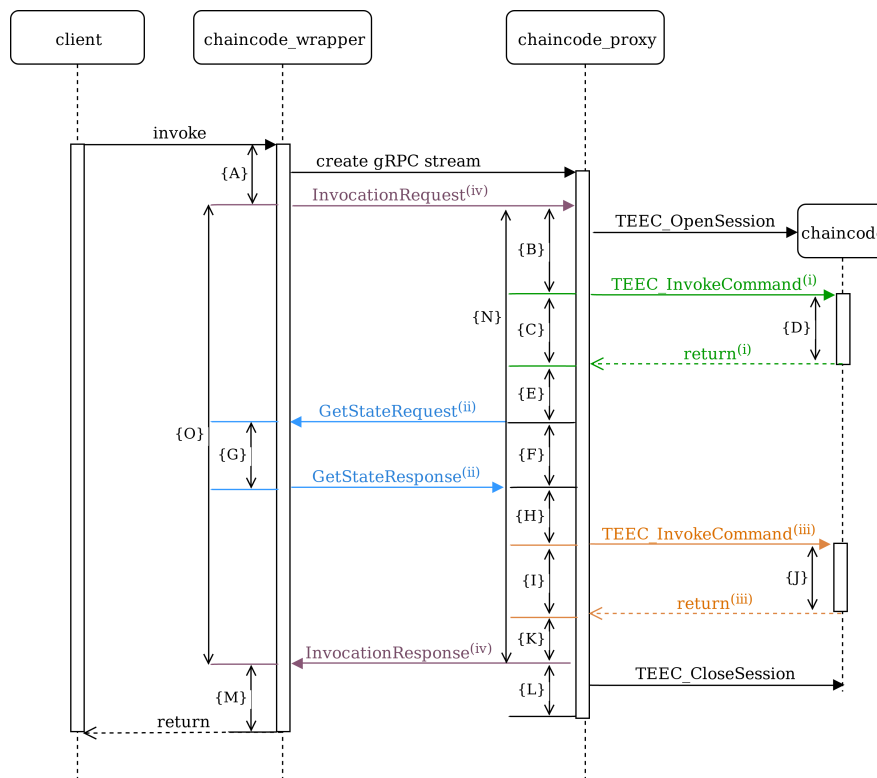 client
chaincode_wrapper
chaincode_proxy
invoke
create gRPC stream
{A}
InvocationRequest(iv)
TEEC_OpenSession
chaincode
{B}
TEEC_InvokeCommand(i)
{N}
{C}
{D}
return(i)
{E}
GetStateRequest(ii)
{O}
{G}
{F}
GetStateResponse(ii)
{H}
TEEC_InvokeCommand(iii)
{I}
{J}
return(iii)
{K}
InvocationResponse(iv)
TEEC_CloseSession
{L}
{M}
return